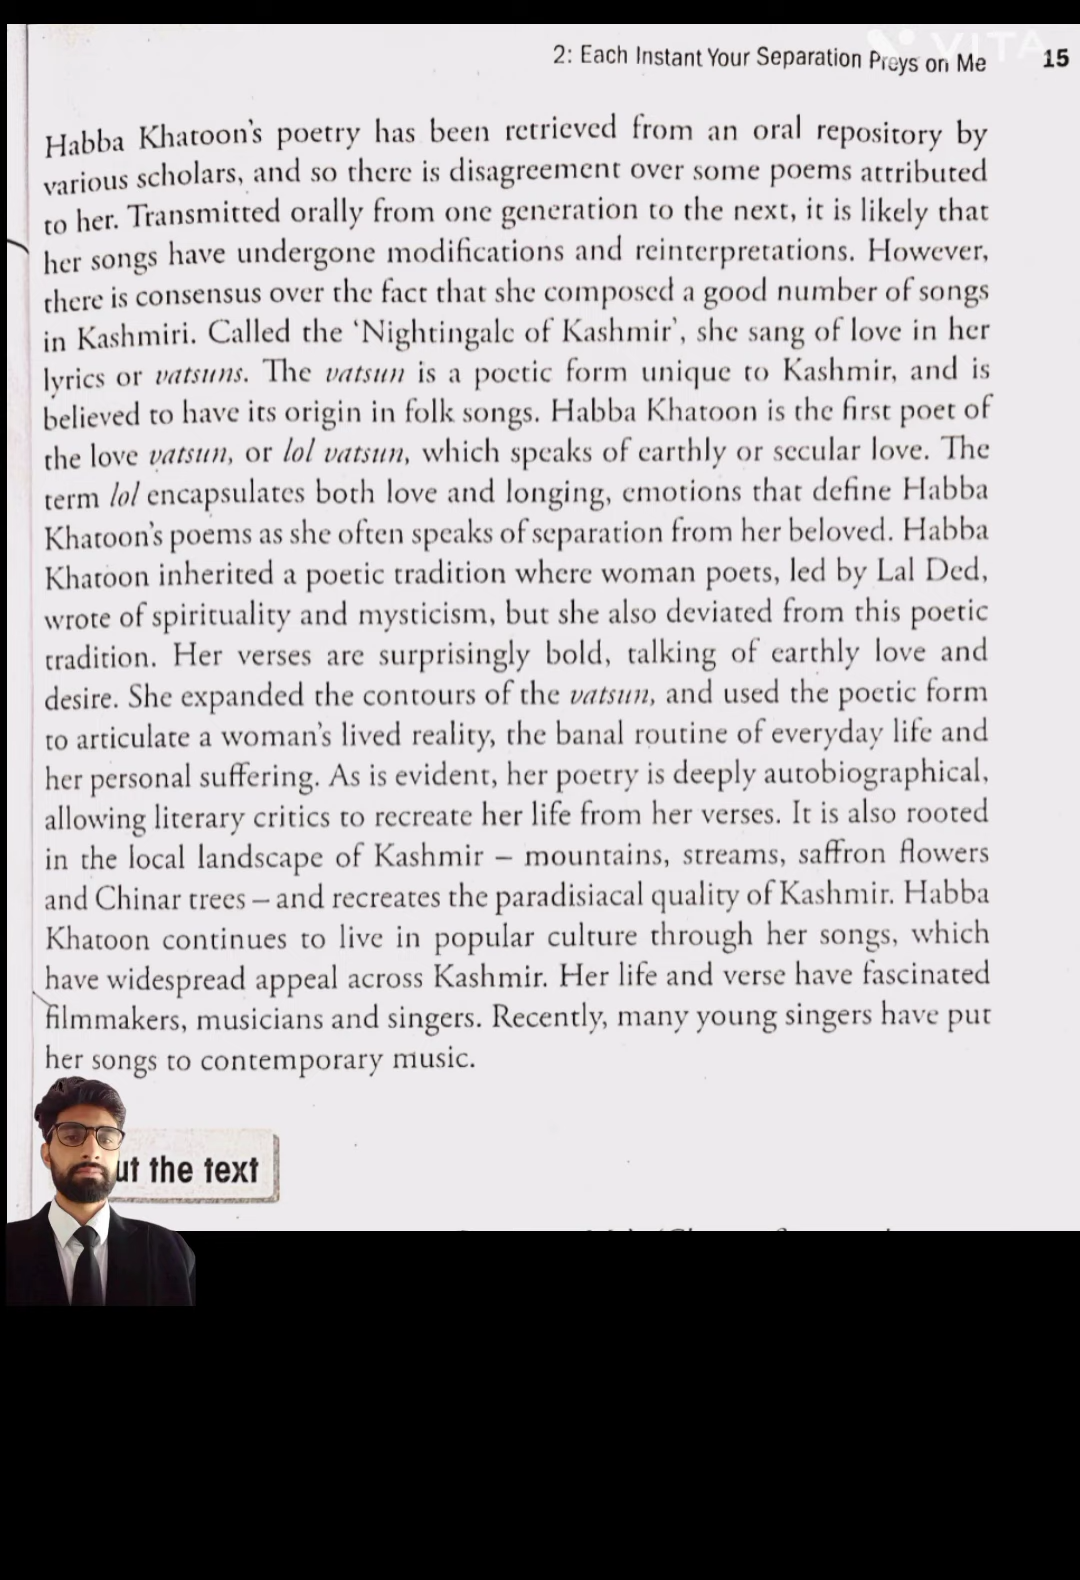 VITA
2: Each Instant Your Separation Preys on Me 15
Habba Khatoon's poetry has been retrieved from an oral repository by
various scholars, and so there is disagreement over some poems attributed
to her. Transmitted orally from one generation to the next, it is likely that
her songs have undergone modifications and reinterpretations. However,
there is consensus over the fact that she composed a good number of songs
in Kashmiri. Called the ‘Nightingale of Kashmir’, she sang of love in her
lyrics or vatsuns. The vatsun is a poetic form unique to Kashmir, and is
believed to have its origin in folk songs. Habba Khatoon is the first poet of
the love vatsun, or lol vatsun, which speaks of earthly or secular love. The
term lol encapsulates both love and longing, emotions that define Habba
Khatoon's poems as she often speaks of separation from her beloved. Habba
Khatoon inherited a poetic tradition where woman poets, led by Lal Ded,
wrote of spirituality and mysticism, but she also deviated from this poetic
tradition. Her verses are surprisingly bold, talking of earthly love and
desire. She expanded the contours of the vatsun, and used the poetic form
to articulate a woman's lived reality, the banal routine of everyday life and
her personal suffering. As is evident, her poetry is deeply autobiographical,
allowing literary critics to recreate her life from her verses. It is also rooted
in the local landscape of Kashmir – mountains, streams, saffron flowers
and Chinar trees – and recreates the paradisiacal quality of Kashmir. Habba
Khatoon continues to live in popular culture through her songs, which
have widespread appeal across Kashmir. Her life and verse have fascinated
filmmakers, musicians and singers. Recently, many young singers have put
her songs to contemporary music.
ut the text